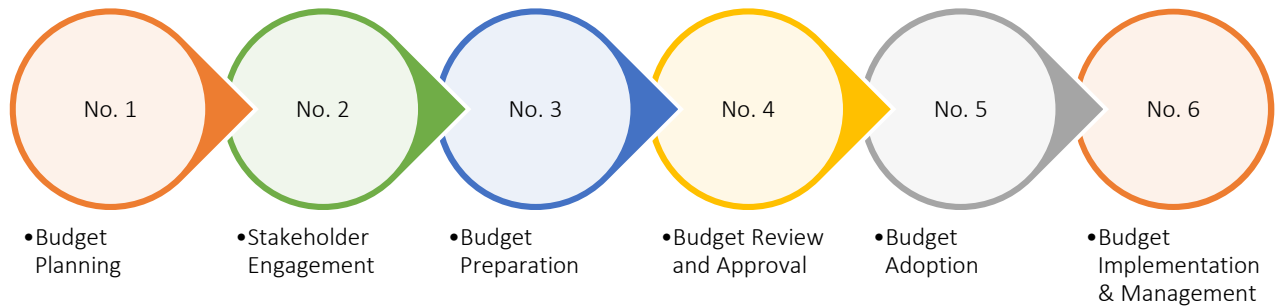 No. 1
No. 2
No. 3
No. 4
No. 5
No. 6
•Budget
Planning
•Stakeholder
Engagement
•Budget
Preparation
•Budget Review
and Approval
•Budget
Adoption
•Budget
Implementation
& Management